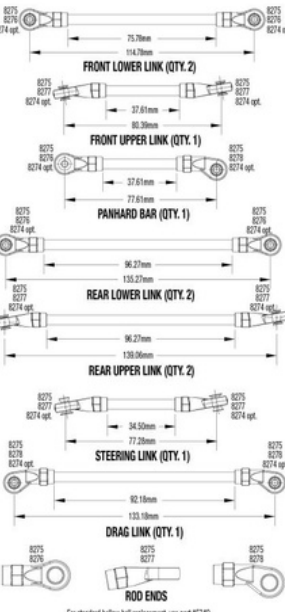 8275 8275
8276 8276
8274 opt. 8274 opt.
75.78mm
114.78mm
FRONT LOWER LINK (QTY. 2)
8275 8275
8277 8277
8274 opt. 8274 opt.
37.61mm
80.39mm
FRONT UPPER LINK (QTY. 1)
8275 8275
8276 8278
8274 opt. 8274 opt.
37.61mm
77.61mm
PANHARD BAR (QTY. 1)
8275 8275
8276 8276
8274 opt. 8274 opt.
96.27mm
135.27mm
REAR LOWER LINK (QTY. 2)
8275 8275
8277 8277
8274 opt. 8274 opt.
96.27mm
139.06mm
REAR UPPER LINK (QTY. 2)
8275 8275
8277 8277
8274 opt. 8274 opt.
34.50mm
77.28mm
STEERING LINK (QTY. 1)
8275 8275
8278 8278
8274 opt. 8274 opt.
92.18mm
133.18mm
DRAG LINK (QTY. 1)
8275 8275 8275
8276 8277 8278
ROD ENDS